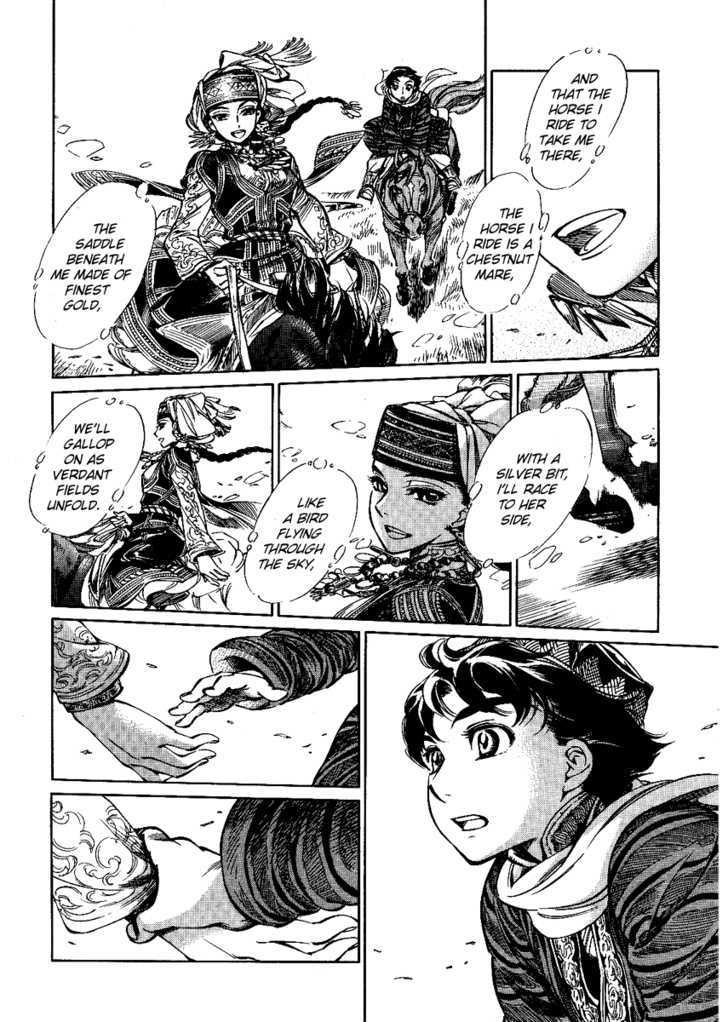 AND
THAT THE
HORSE I
RIDE TO
TAKE ME
THERE,
THE
HORSE I
RIDE IS A
CHESTNUT
MARE,
THE
SADDLE
BENEATH
ME MADE OF
FINEST
GOLD,
WITH A
SILVER BIT,
I'LL RACE
TO HER
SIDE,
LIKE
A BIRD
FLYING
THROUGH
THE SKY,
WE'LL
GALLOP
ON AS
VERDANT
FIELDS
UNFOLD.